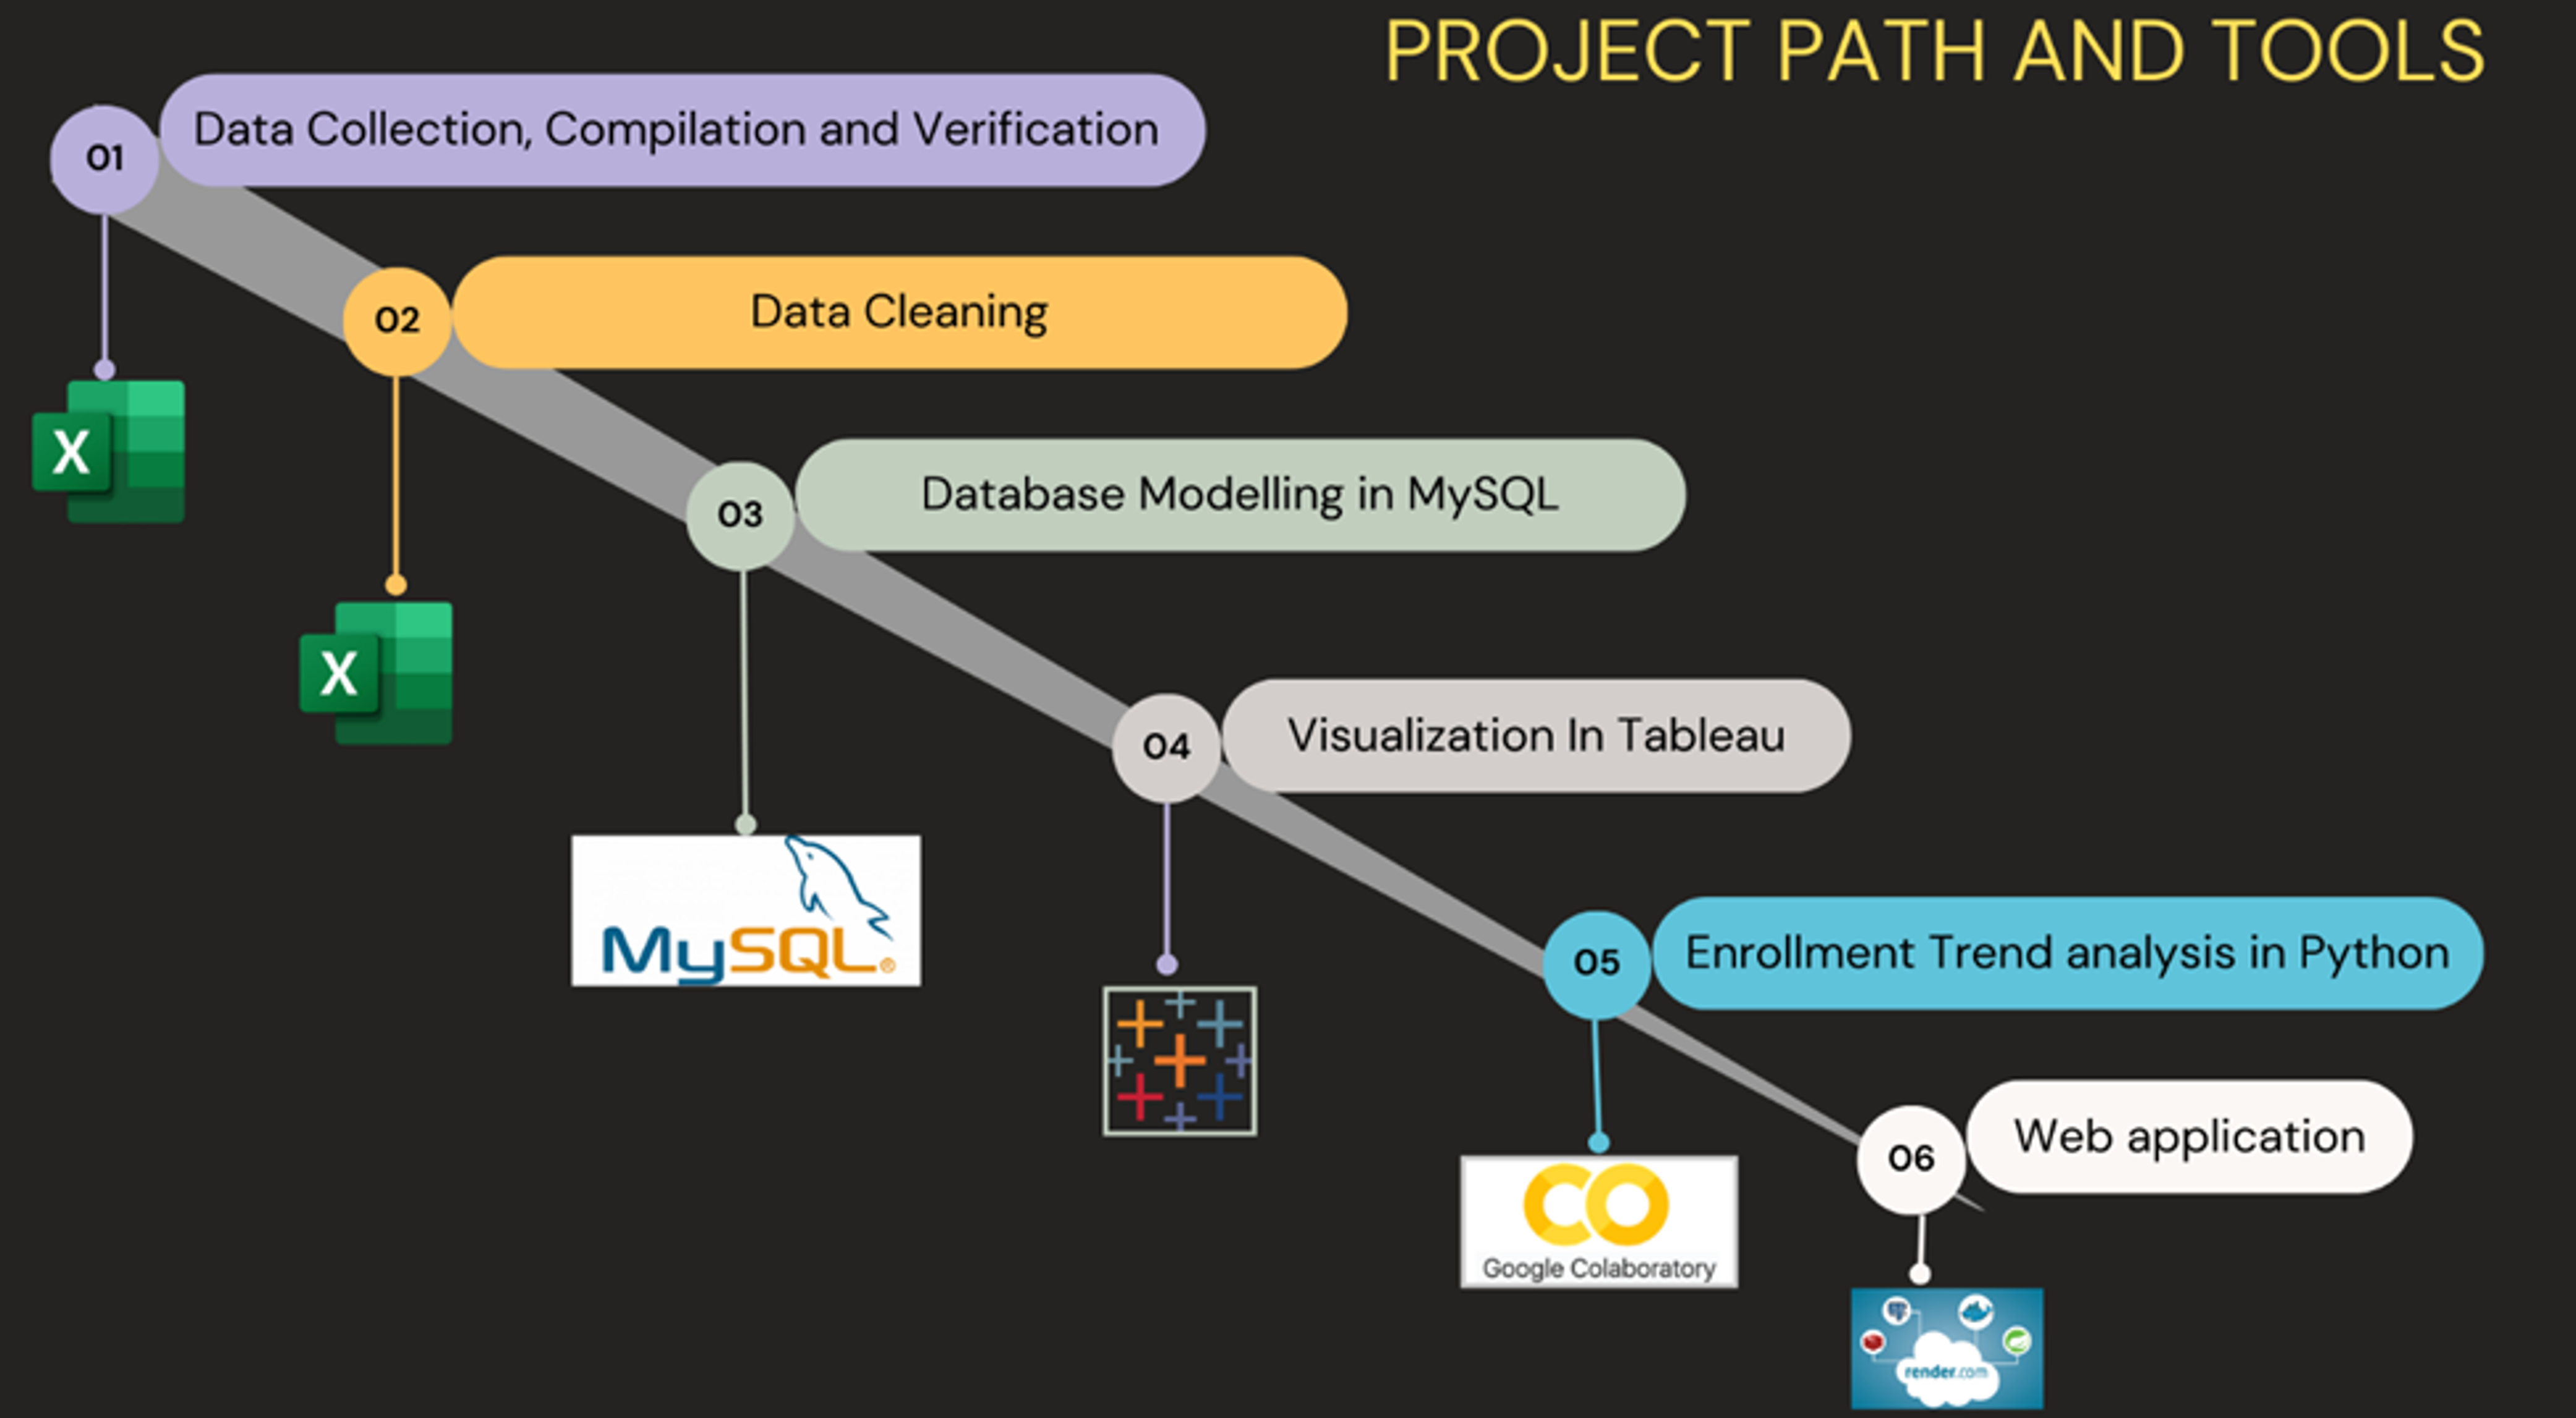 PROJECT PATH AND TOOLS
01
Data Collection, Compilation and Verification
X
02
Data Cleaning
X
03
Database Modelling in MySQL
MySQL®
04
Visualization In Tableau
05
Enrollment Trend analysis in Python
CO
Google Colaboratory
06
Web application
render.com